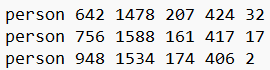 person 642 1478 207 424 32
person 756 1588 161 417 17
person 948 1534 174 406 2